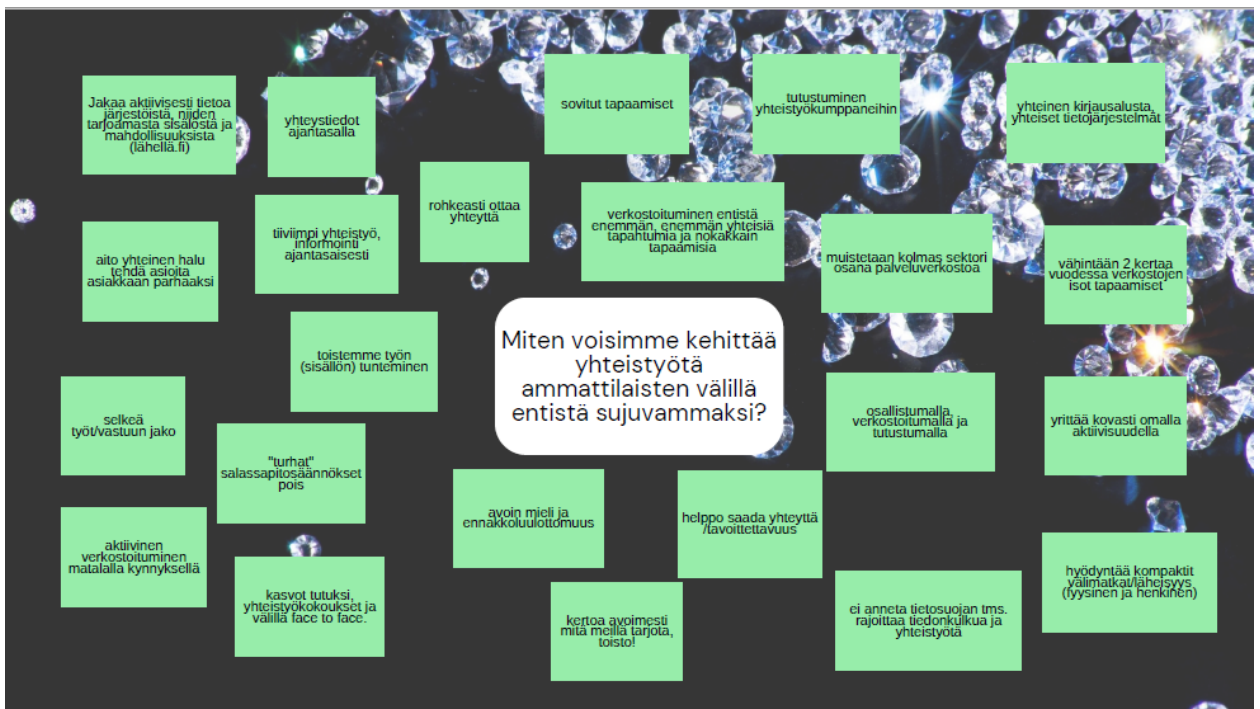 Jakaa aktiivisesti tietoa
järjestöistä, niiden
tarjoamasta sisälöstä ja
mahdollisuuksista
(lähellä.fi)
yhteystiedot
ajantasalla
sovitut tapaamiset
tutustuminen
yhteistyökumppaneihin
yhteinen kirjausalusta,
yhteiset tietojärjestelmät
rohkeasti ottaa
yhteyttä
aito yhteinen halu
tehdä asioita
asiakkaan parhaaksi
tiiviimpi yhteistyö,
informointi
ajantasaisesti
verkostoituminen entistä
enemmän, enemmän yhteisiä
tapahtumia ja nokakkain
tapaamisia
muistetaan kolmas sektori
osana palveluverkostoa
vähintään 2 kertaa
vuodessa verkostojen
isot tapaamiset
toistemme työn
(sisällön) tunteminen
Miten voisimme kehittää
yhteistyötä
ammattilaisten välillä
entistä sujuvammaksi?
selkeä
työt/vastuun jako
"turhat"
salassapitosäännökset
pois
osallistumalla,
verkostoitumalla ja
tutustumalla
yrittää kovasti omalla
aktiivisuudella
avoin mieli ja
ennakkoluulottomuus
helppo saada yhteyttä
/tavoittettavuus
aktiivinen
verkostoituminen
matalalla kynnyksellä
kasvot tutuksi,
yhteistyökokoukset ja
välillä face to face.
kertoa avoimesti
mitä meillä tarjota,
toisto!
ei anneta tietosuojan tms.
rajoittaa tiedonkulkua ja
yhteistyötä
hyödyntää kompaktit
välimatkat/läheisyys
(fyysinen ja henkinen)